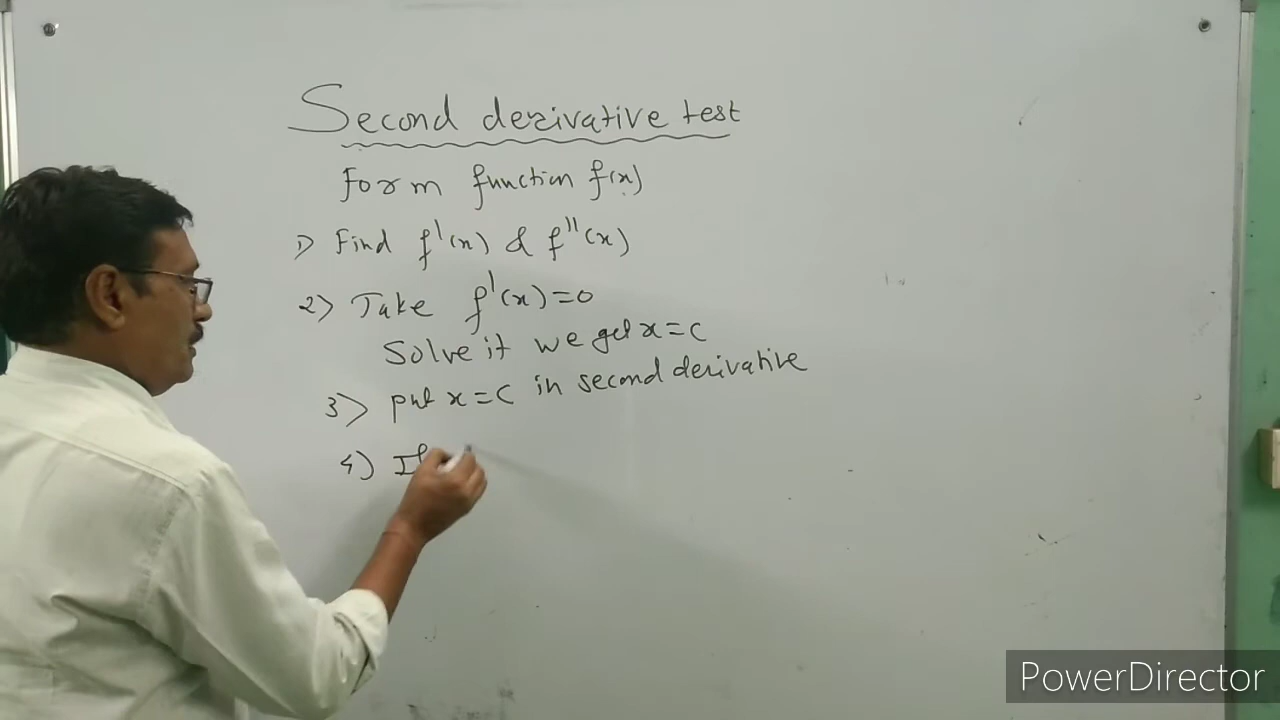 Second derivative test
Form function f(x)
1) Find f'(x) & f''(x)
2) Take f'(x)=0
Solve it we get x=c
3) put x=c in second derivative
4) If
PowerDirector